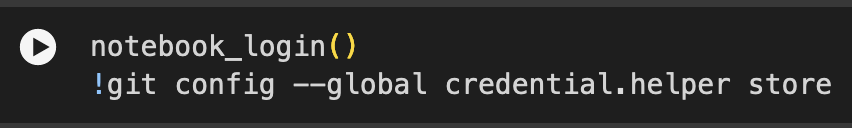 notebook_login()
!git config --global credential.helper store